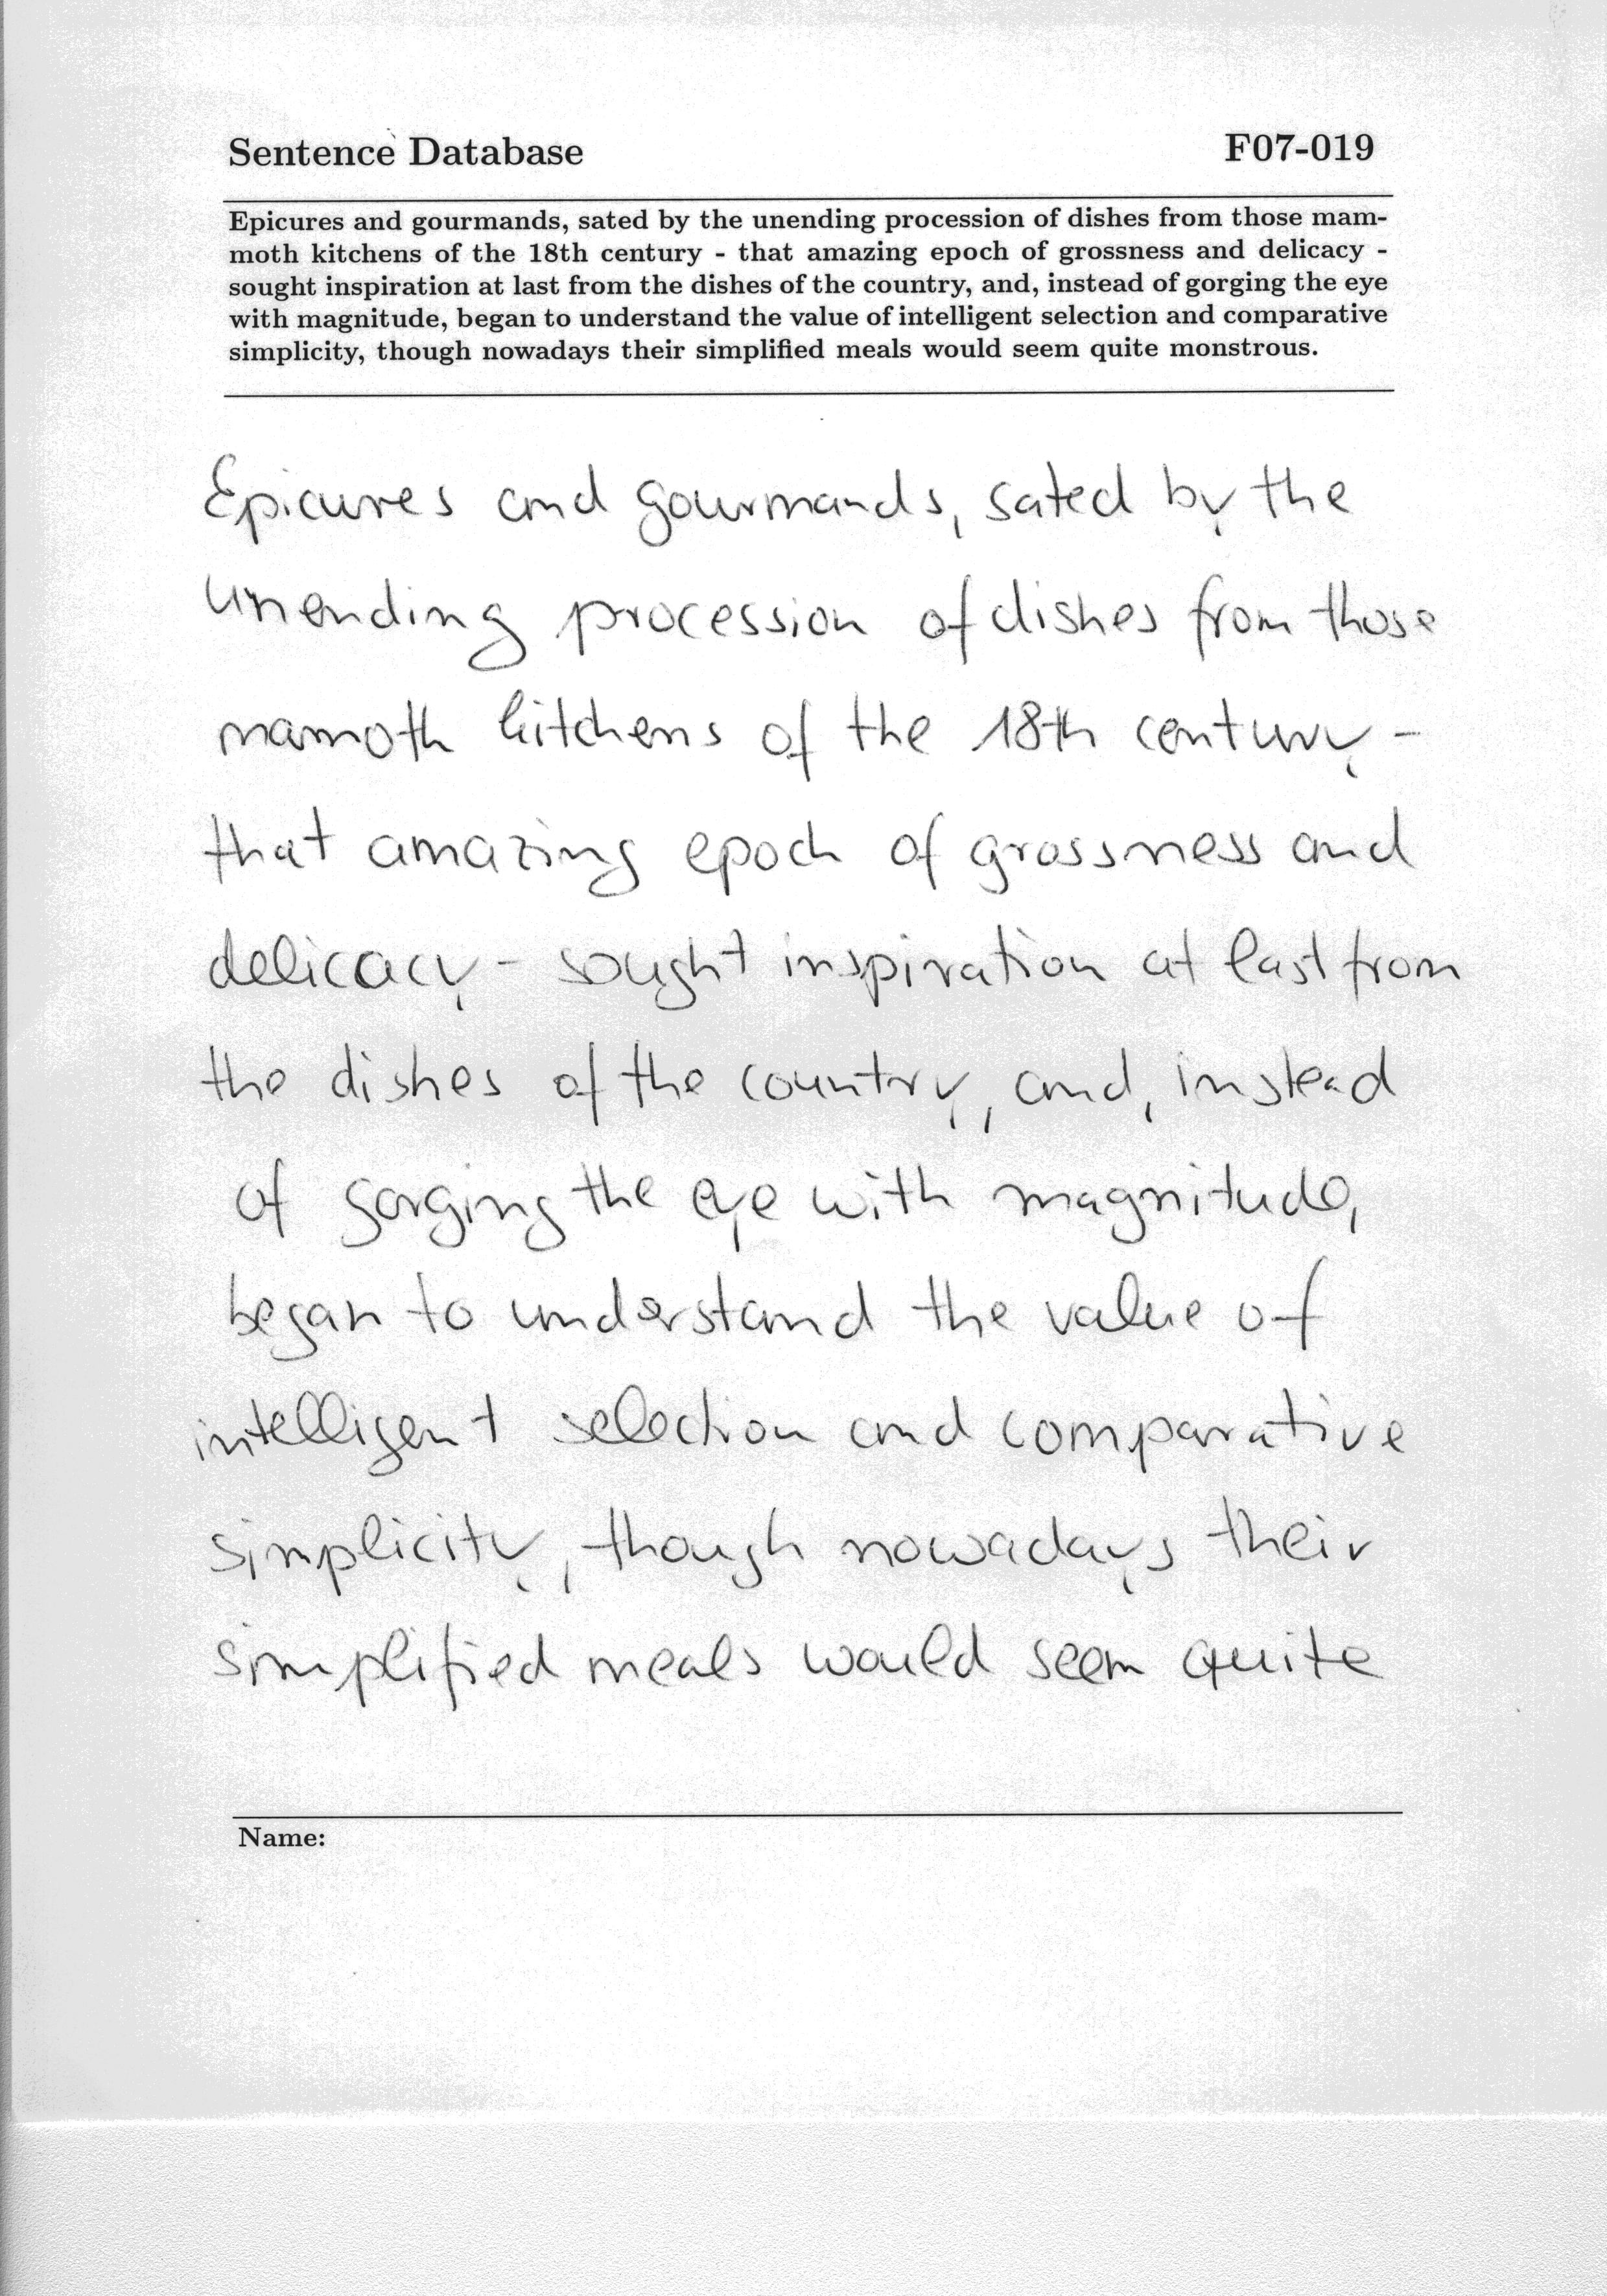 Sentence Database F07-019
Epicures and gourmands, sated by the unending procession of dishes from those mam-
moth kitchens of the 18th century - that amazing epoch of grossness and delicacy -
sought inspiration at last from the dishes of the country, and, instead of gorging the eye
with magnitude, began to understand the value of intelligent selection and comparative
simplicity, though nowadays their simplified meals would seem quite monstrous.
Epicures and gourmands, sated by the
unending procession of dishes from those
mamoth kitchens of the 18th century -
that amazing epoch of grossness and
delicacy - sought inspiration at last from
the dishes of the country, and, instead
of gorging the eye with magnitude,
began to understand the value of
intelligent selection and comparative
simplicity, though nowadays their
simplified meals would seem quite
Name: